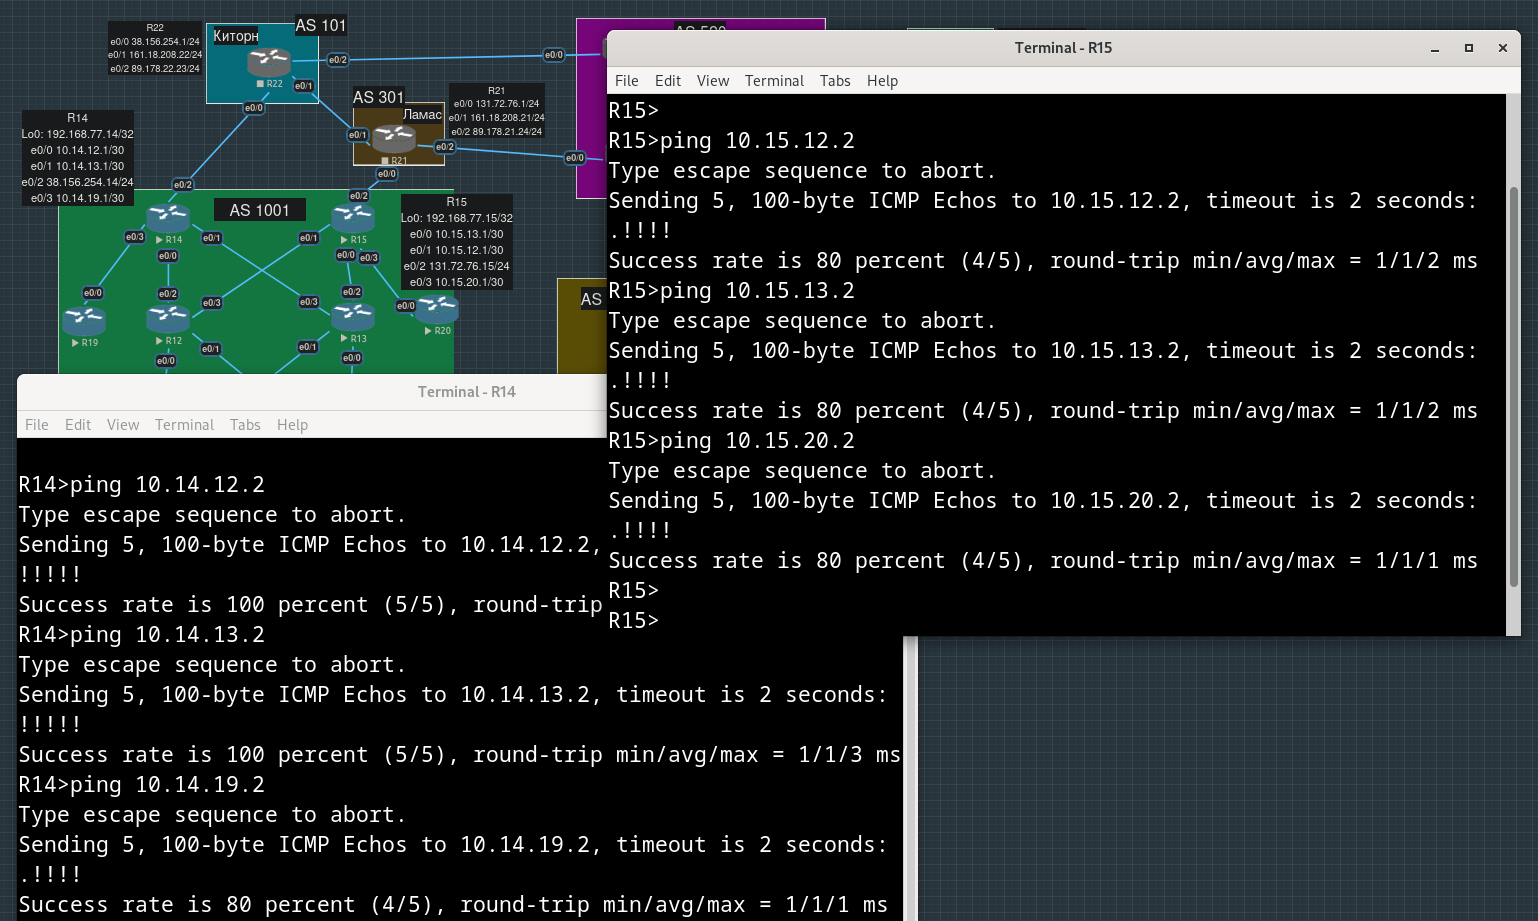 R22
e0/0 38.156.254.1/24
e0/1 161.18.208.22/24
e0/2 89.178.22.23/24
Киторн
AS 101
R22
e0/2
e0/1
e0/0
e0/0
AS 301
Ламас
R21
e0/1
e0/2
e0/0
e0/0
R21
e0/0 131.72.76.1/24
e0/1 161.18.208.21/24
e0/2 89.178.21.24/24
R14
Lo0: 192.168.77.14/32
e0/0 10.14.12.1/30
e0/1 10.14.13.1/30
e0/2 38.156.254.14/24
e0/3 10.14.19.1/30
AS 1001
R15
Lo0: 192.168.77.15/32
e0/0 10.15.13.1/30
e0/1 10.15.12.1/30
e0/2 131.72.76.15/24
e0/3 10.15.20.1/30
e0/2
e0/2
R14
R15
e0/3
e0/1
e0/1
e0/0
e0/0
e0/3
e0/0
e0/2
e0/3
e0/3
e0/2
e0/0
R19
R12
R13
R20
e0/1
e0/1
e0/0
e0/0
AS
Terminal - R15
File Edit View Terminal Tabs Help
R15>
R15>ping 10.15.12.2
Type escape sequence to abort.
Sending 5, 100-byte ICMP Echos to 10.15.12.2, timeout is 2 seconds:
.!!!!
Success rate is 80 percent (4/5), round-trip min/avg/max = 1/1/2 ms
R15>ping 10.15.13.2
Type escape sequence to abort.
Sending 5, 100-byte ICMP Echos to 10.15.13.2, timeout is 2 seconds:
.!!!!
Success rate is 80 percent (4/5), round-trip min/avg/max = 1/1/2 ms
R15>ping 10.15.20.2
Type escape sequence to abort.
Sending 5, 100-byte ICMP Echos to 10.15.20.2, timeout is 2 seconds:
.!!!!
Success rate is 80 percent (4/5), round-trip min/avg/max = 1/1/1 ms
R15>
R15>
Terminal - R14
File Edit View Terminal Tabs Help
R14>ping 10.14.12.2
Type escape sequence to abort.
Sending 5, 100-byte ICMP Echos to 10.14.12.2,
!!!!!
Success rate is 100 percent (5/5), round-trip
R14>ping 10.14.13.2
Type escape sequence to abort.
Sending 5, 100-byte ICMP Echos to 10.14.13.2, timeout is 2 seconds:
!!!!!
Success rate is 100 percent (5/5), round-trip min/avg/max = 1/1/3 ms
R14>ping 10.14.19.2
Type escape sequence to abort.
Sending 5, 100-byte ICMP Echos to 10.14.19.2, timeout is 2 seconds:
.!!!!
Success rate is 80 percent (4/5), round-trip min/avg/max = 1/1/1 ms